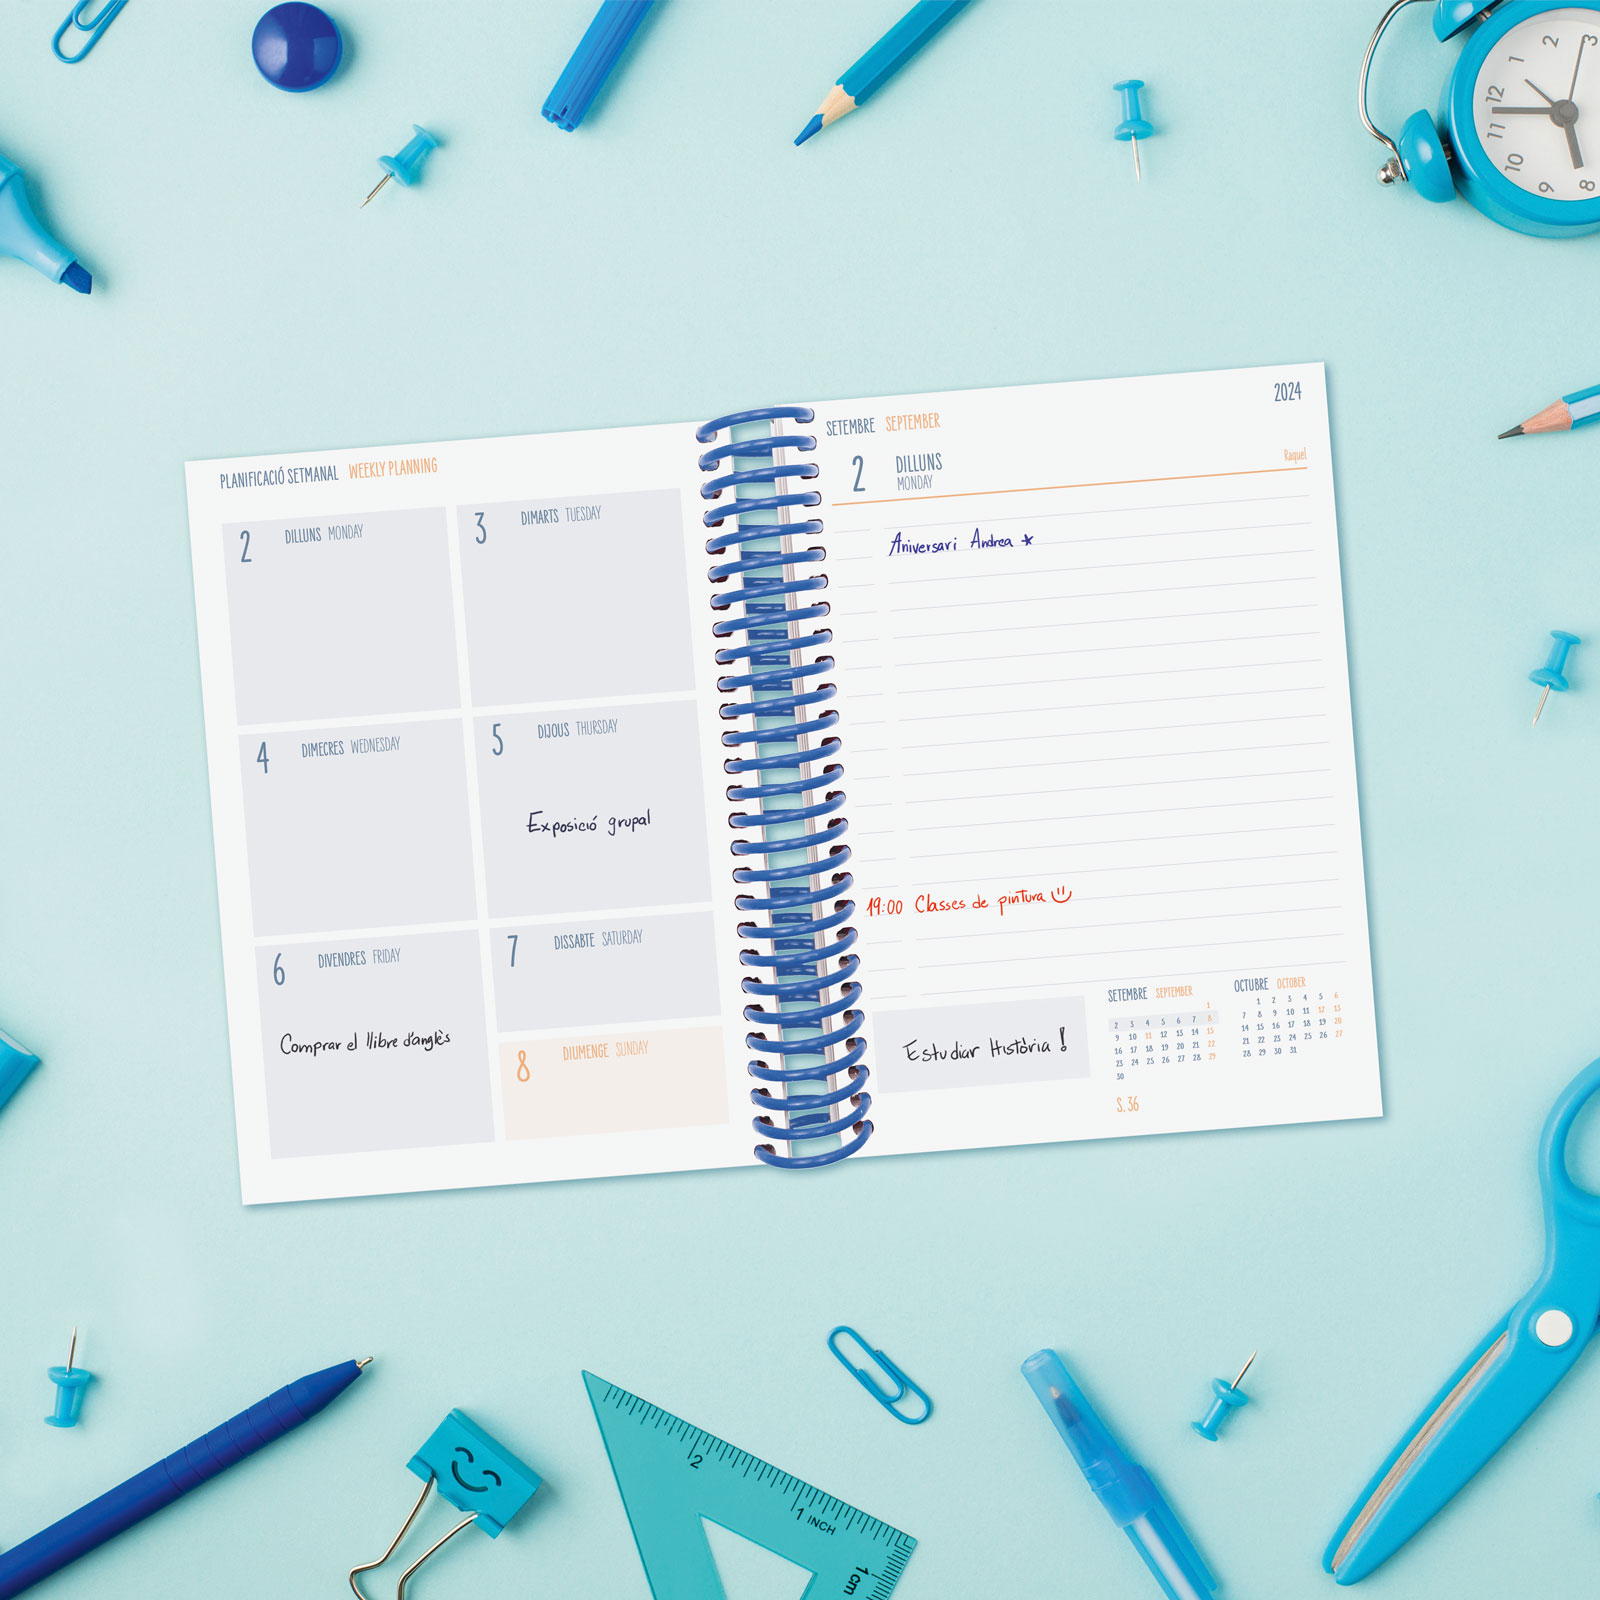 PLANIFICACIÓ SETMANAL WEEKLY PLANNING
2 DILLUNS MONDAY
3 DIMARTS TUESDAY
4 DIMECRES WEDNESDAY
5 DIJOUS THURSDAY
Exposició grupal
6 DIVENDRES FRIDAY
Comprar el llibre d'anglès
7 DISSABTE SATURDAY
8 DIUMENGE SUNDAY
2024
SETEMBRE SEPTEMBER
2 DILLUNS
MONDAY
Raquel
Aniversari Andrea
19:00 Classes de pintura
Estudiar Història!
SETEMBRE SEPTEMBER
1
2 3 4 5 6 7 8
9 10 11 12 13 14 15
16 17 18 19 20 21 22
23 24 25 26 27 28 29
30
S. 36
OCTUBRE OCTOBER
1 2 3 4 5 6
7 8 9 10 11 12 13
14 15 16 17 18 19 20
21 22 23 24 25 26 27
28 29 30 31
1 2 3
12
11
10
9
8
2
1 INCH
1 cm